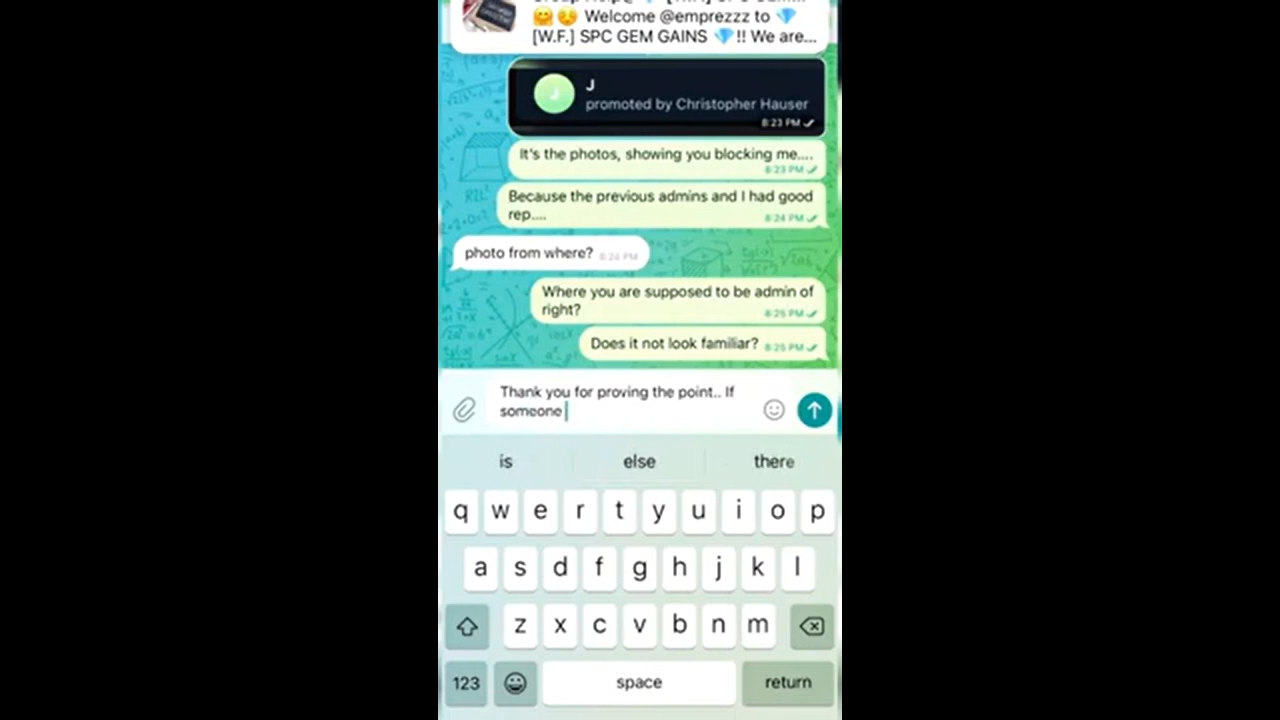 🤗😌 Welcome @emprezzz to 💎
[W.F.] SPC GEM GAINS 💎!! We are...
J
J
promoted by Christopher Hauser
8:23 PM
It's the photos, showing you blocking me....
8:23 PM
Because the previous admins and I had good
rep....
8:24 PM
photo from where? 8:24 PM
Where you are supposed to be admin of
right?
8:25 PM
Does it not look familiar? 8:25 PM
Thank you for proving the point.. If
someone
is else there
q w e r t y u i o p
a s d f g h j k l
z x c v b n m
123 space return